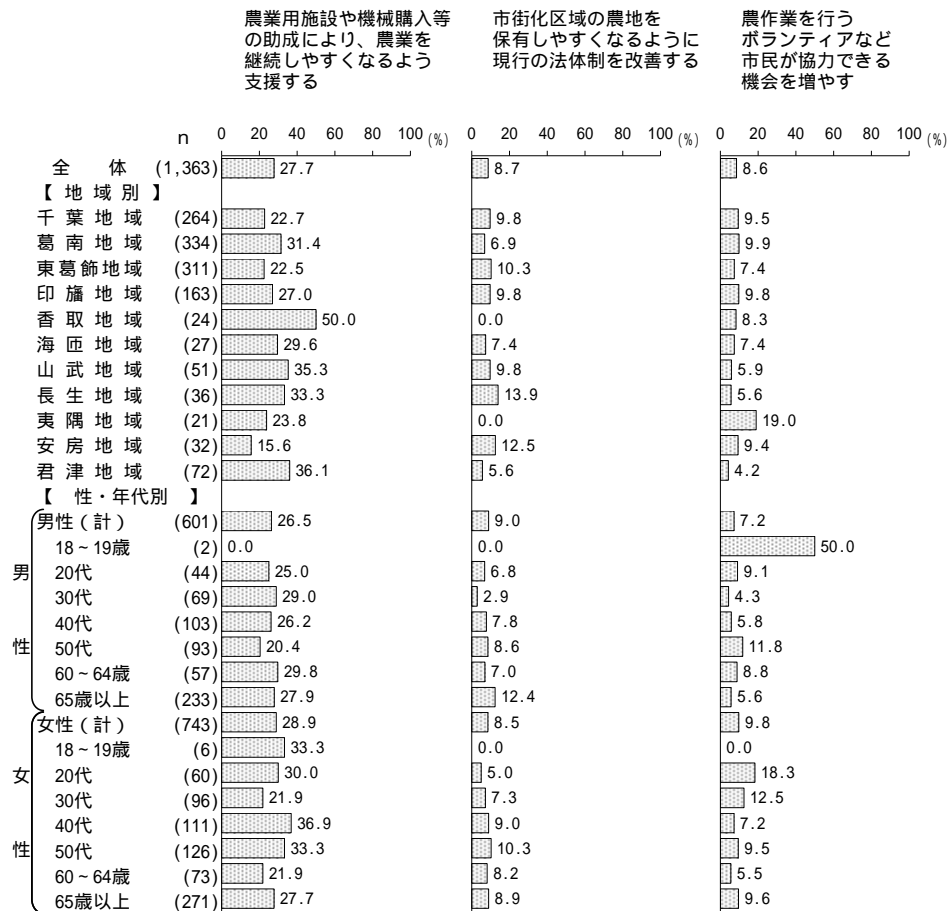 農業用施設や機械購入等
の助成により、農業を
継続しやすくなるよう
支援する
市街化区域の農地を
保有しやすくなるように
現行の法体制を改善する
農作業を行う
ボランティアなど
市民が協力できる
機会を増やす
n 0 20 40 60 80 100 (%) 0 20 40 60 80 100 (%) 0 20 40 60 80 100 (%)
全 体 (1,363) 27.7 8.7 8.6
【 地 域 別 】
千 葉 地 域 (264) 22.7 9.8 9.5
葛 南 地 域 (334) 31.4 6.9 9.9
東葛飾地域 (311) 22.5 10.3 7.4
印 旛 地 域 (163) 27.0 9.8 9.8
香 取 地 域 (24) 50.0 0.0 8.3
海 匝 地 域 (27) 29.6 7.4 7.4
山 武 地 域 (51) 35.3 9.8 5.9
長 生 地 域 (36) 33.3 13.9 5.6
夷 隅 地 域 (21) 23.8 0.0 19.0
安 房 地 域 (32) 15.6 12.5 9.4
君 津 地 域 (72) 36.1 5.6 4.2
【 性・年代別 】
男性(計) (601) 26.5 9.0 7.2
18~19歳 (2) 0.0 0.0 50.0
男 20代 (44) 25.0 6.8 9.1
30代 (69) 29.0 2.9 4.3
40代 (103) 26.2 7.8 5.8
性 50代 (93) 20.4 8.6 11.8
60~64歳 (57) 29.8 7.0 8.8
65歳以上 (233) 27.9 12.4 5.6
女性(計) (743) 28.9 8.5 9.8
18~19歳 (6) 33.3 0.0 0.0
女 20代 (60) 30.0 5.0 18.3
30代 (96) 21.9 7.3 12.5
40代 (111) 36.9 9.0 7.2
性 50代 (126) 33.3 10.3 9.5
60~64歳 (73) 21.9 8.2 5.5
65歳以上 (271) 27.7 8.9 9.6